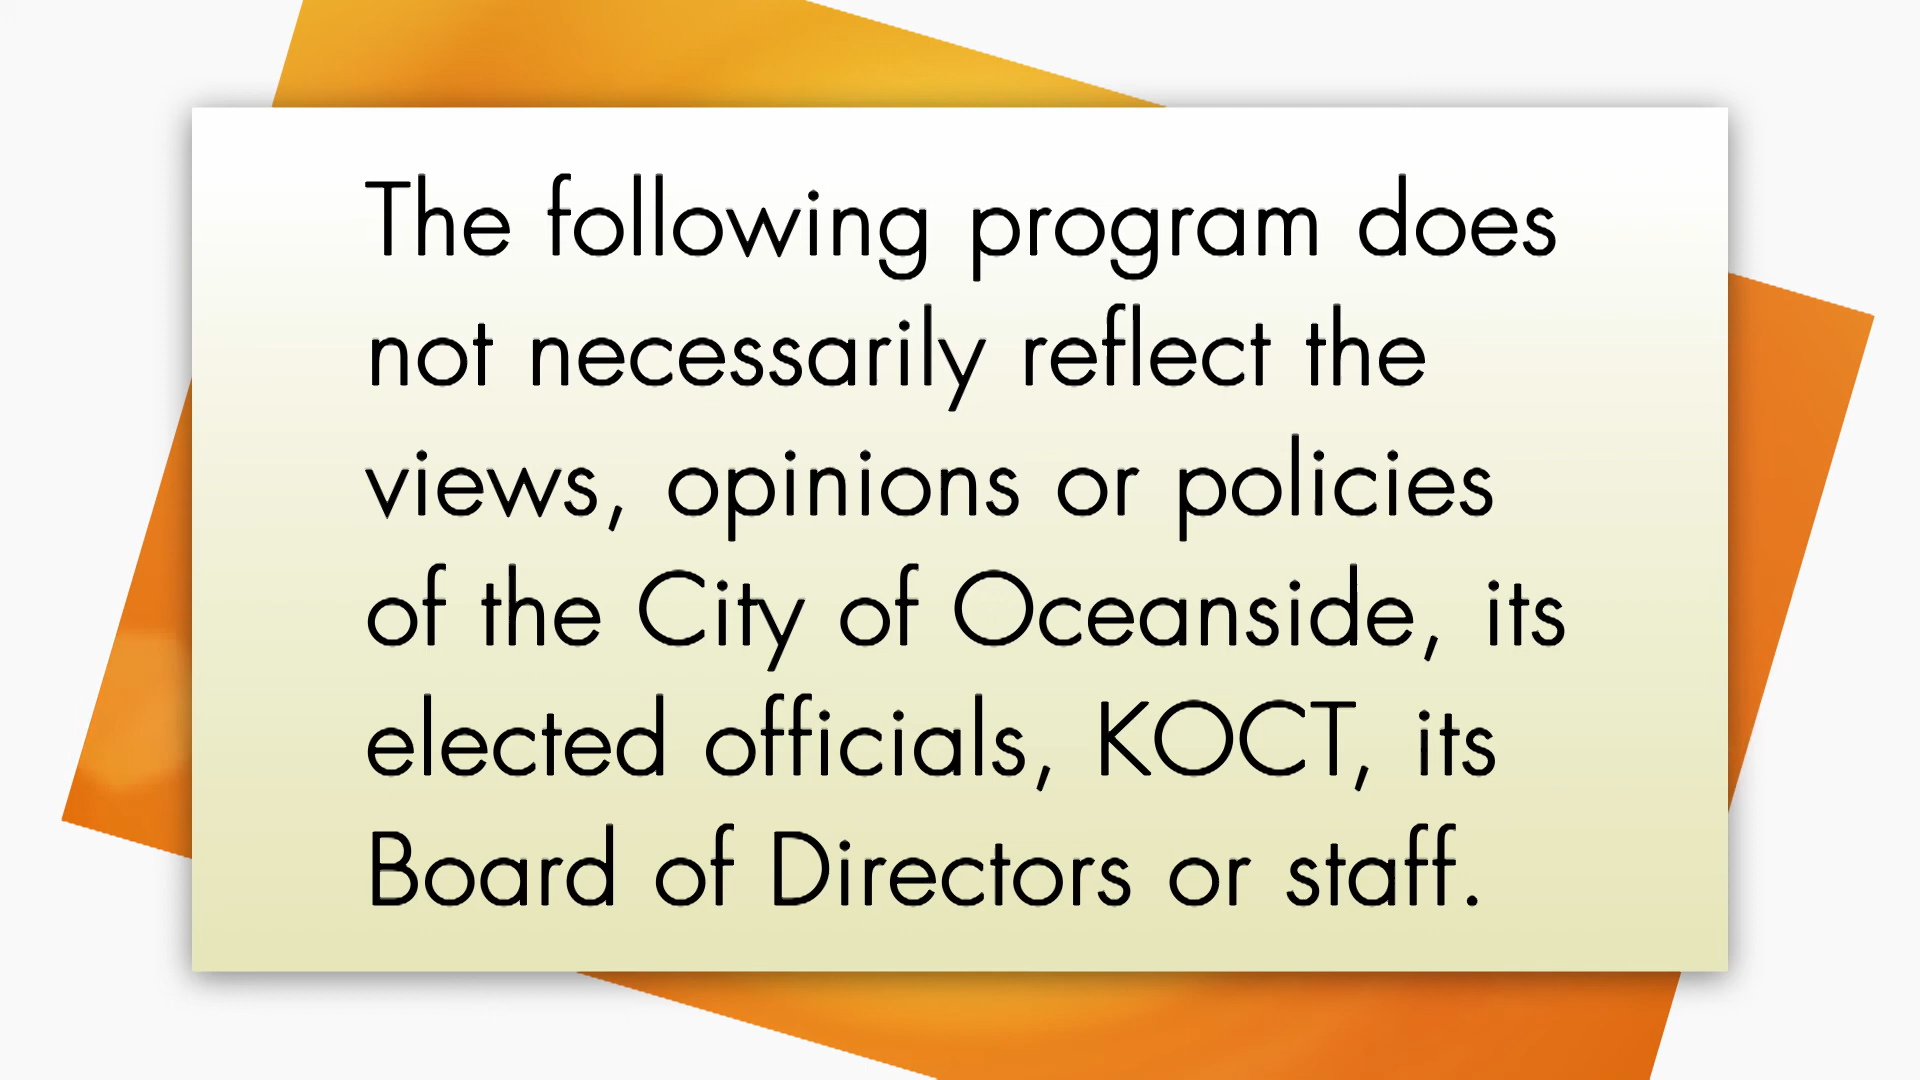 The following program does
not necessarily reflect the
views, opinions or policies
of the City of Oceanside, its
elected officials, KOCT, its
Board of Directors or staff.